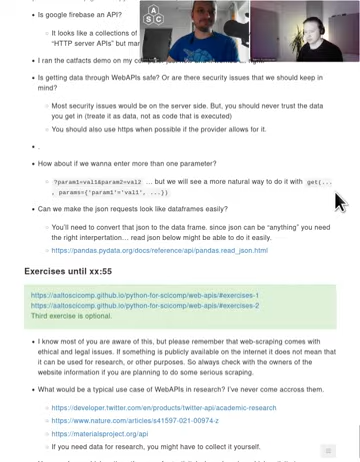 Is google firebase an API?
It looks like a collections of
"HTTP server APIs" but mar
I ran the catfacts demo on my comp
Is getting data through WebAPIs safe? Or are there security issues that we should keep in
mind?
Most security issues would be on the server side. But, you should never trust the data
you get in (treate it as data, not as code that is executed)
You should also use https when possible if the provider allows for it.
.
How about if we wanna enter more than one parameter?
?param1=val1&param2=val2 ... but we will see a more natural way to do it with get(...
, params={'param1'='val1', ...})
Can we make the json requests look like dataframes easily?
You'll need to convert that json to the data frame. since json can be "anything" you need
the right interpertation... read json below might be able to do it easily.
https://pandas.pydata.org/docs/reference/api/pandas.read_json.html
Exercises until xx:55
https://aaltoscicomp.github.io/python-for-scicomp/web-apis/#exercises-1
https://aaltoscicomp.github.io/python-for-scicomp/web-apis/#exercises-2
Third exercise is optional.
I know most of you are aware of this, but please remember that web-scraping comes with
ethical and legal issues. If something is publicly available on the internet it does not mean that
it can be used for research, or other purposes. So always check with the owners of the
website information if you are planning to do some serious scraping.
What would be a typical use case of WebAPIs in research? I've never come accross them.
https://developer.twitter.com/en/products/twitter-api/academic-research
https://www.nature.com/articles/s41597-021-00974-z
https://materialsproject.org/api
If you need data for research, you might have to collect it yourself.